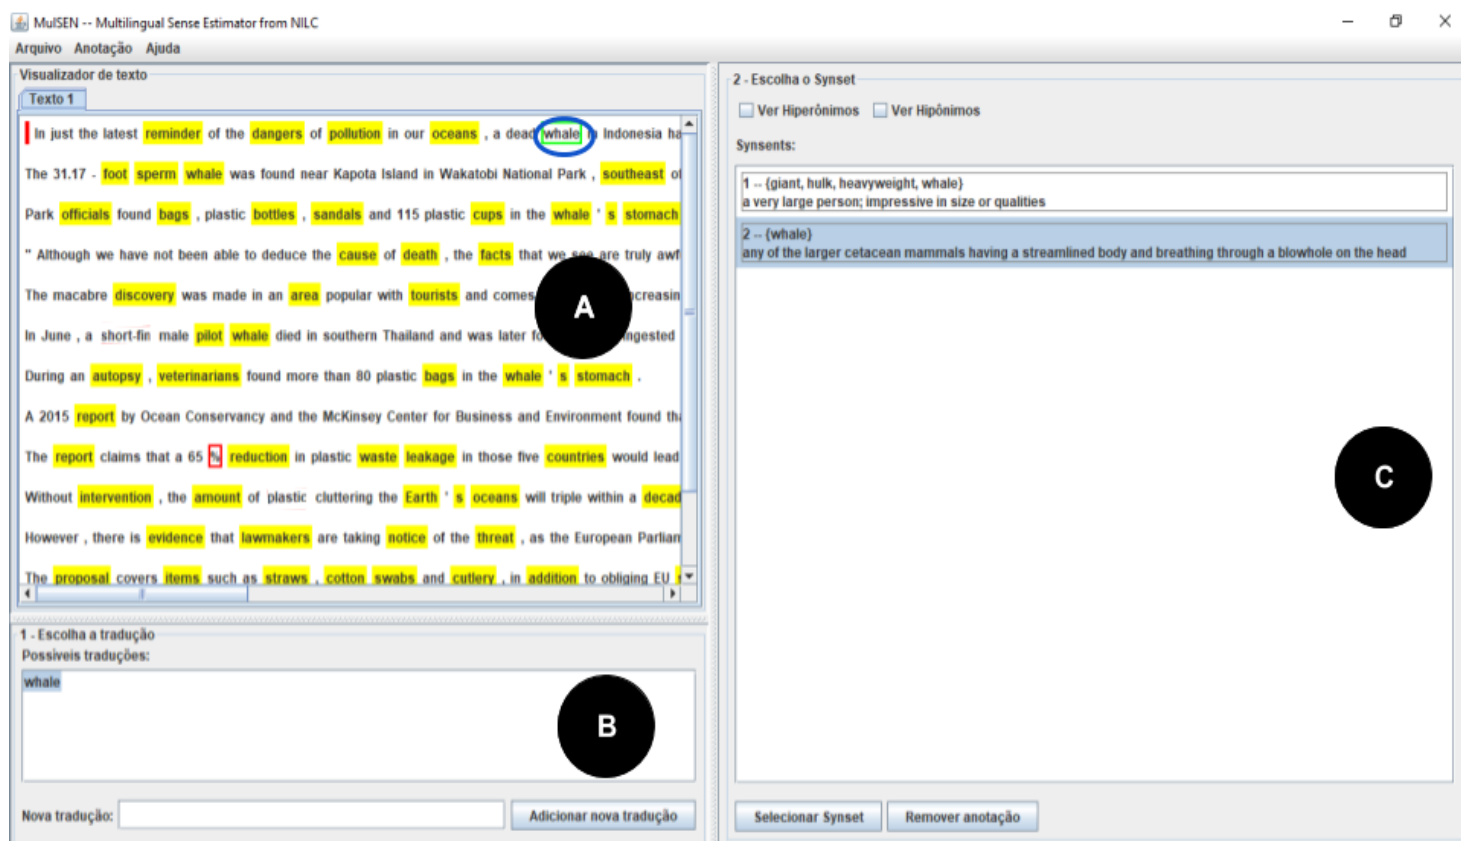 MulSEN -- Multilingual Sense Estimator from NILC
Arquivo Anotação Ajuda
Visualizador de texto
Texto 1
In just the latest reminder of the dangers of pollution in our oceans , a dead whale Indonesia ha
The 31.17 - foot sperm whale was found near Kapota Island in Wakatobi National Park , southeast of
Park officials found bags , plastic bottles , sandals and 115 plastic cups in the whale ' s stomach
" Although we have not been able to deduce the cause of death , the facts that we see are truly awf
The macabre discovery was made in an area popular with tourists and comes creasin
In June , a short-fin male pilot whale died in southern Thailand and was later fo ngested
During an autopsy , veterinarians found more than 80 plastic bags in the whale ' s stomach .
A 2015 report by Ocean Conservancy and the McKinsey Center for Business and Environment found tha
The report claims that a 65 % reduction in plastic waste leakage in those five countries would lead
Without intervention , the amount of plastic cluttering the Earth ' s oceans will triple within a decad
However , there is evidence that lawmakers are taking notice of the threat , as the European Parliam
The proposal covers items such as straws , cotton swabs and cutlery , in addition to obliging EU
A
1 - Escolha a tradução
Possiveis traduções:
whale
B
Nova tradução:
Adicionar nova tradução
2 - Escolha o Synset
Ver Hiperônimos Ver Hipônimos
Synsents:
1 -- {giant, hulk, heavyweight, whale}
a very large person; impressive in size or qualities
2 -- {whale}
any of the larger cetacean mammals having a streamlined body and breathing through a blowhole on the head
C
Selecionar Synset Remover anotação